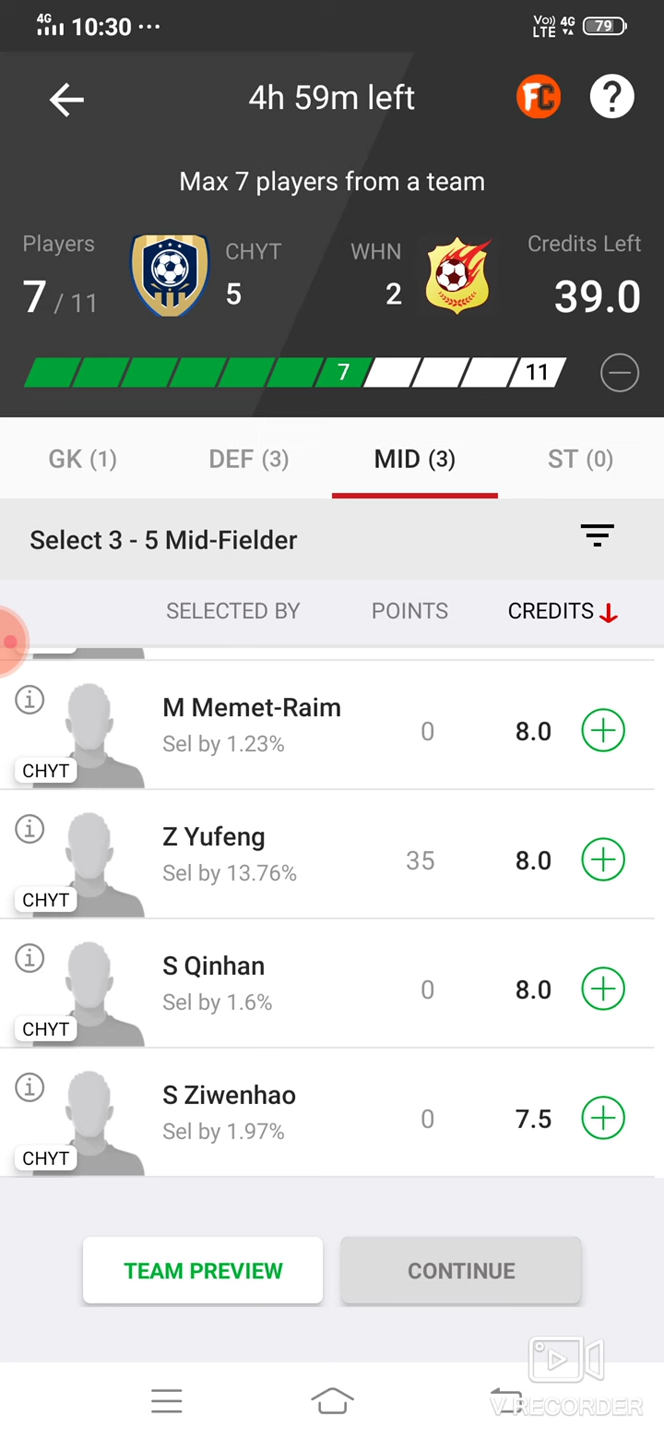 4G 10:30 ... Vo) LTE 4G 79
4h 59m left FC ?
Max 7 players from a team
Players CHYT WHN Credits Left
7 / 11 5 2 39.0
7 11
GK (1) DEF (3) MID (3) ST (0)
Select 3 - 5 Mid-Fielder
SELECTED BY POINTS CREDITS
M Memet-Raim
Sel by 1.23% 0 8.0
CHYT
Z Yufeng
Sel by 13.76% 35 8.0
CHYT
S Qinhan
Sel by 1.6% 0 8.0
CHYT
S Ziwenhao
Sel by 1.97% 0 7.5
CHYT
TEAM PREVIEW CONTINUE
V RECORDER